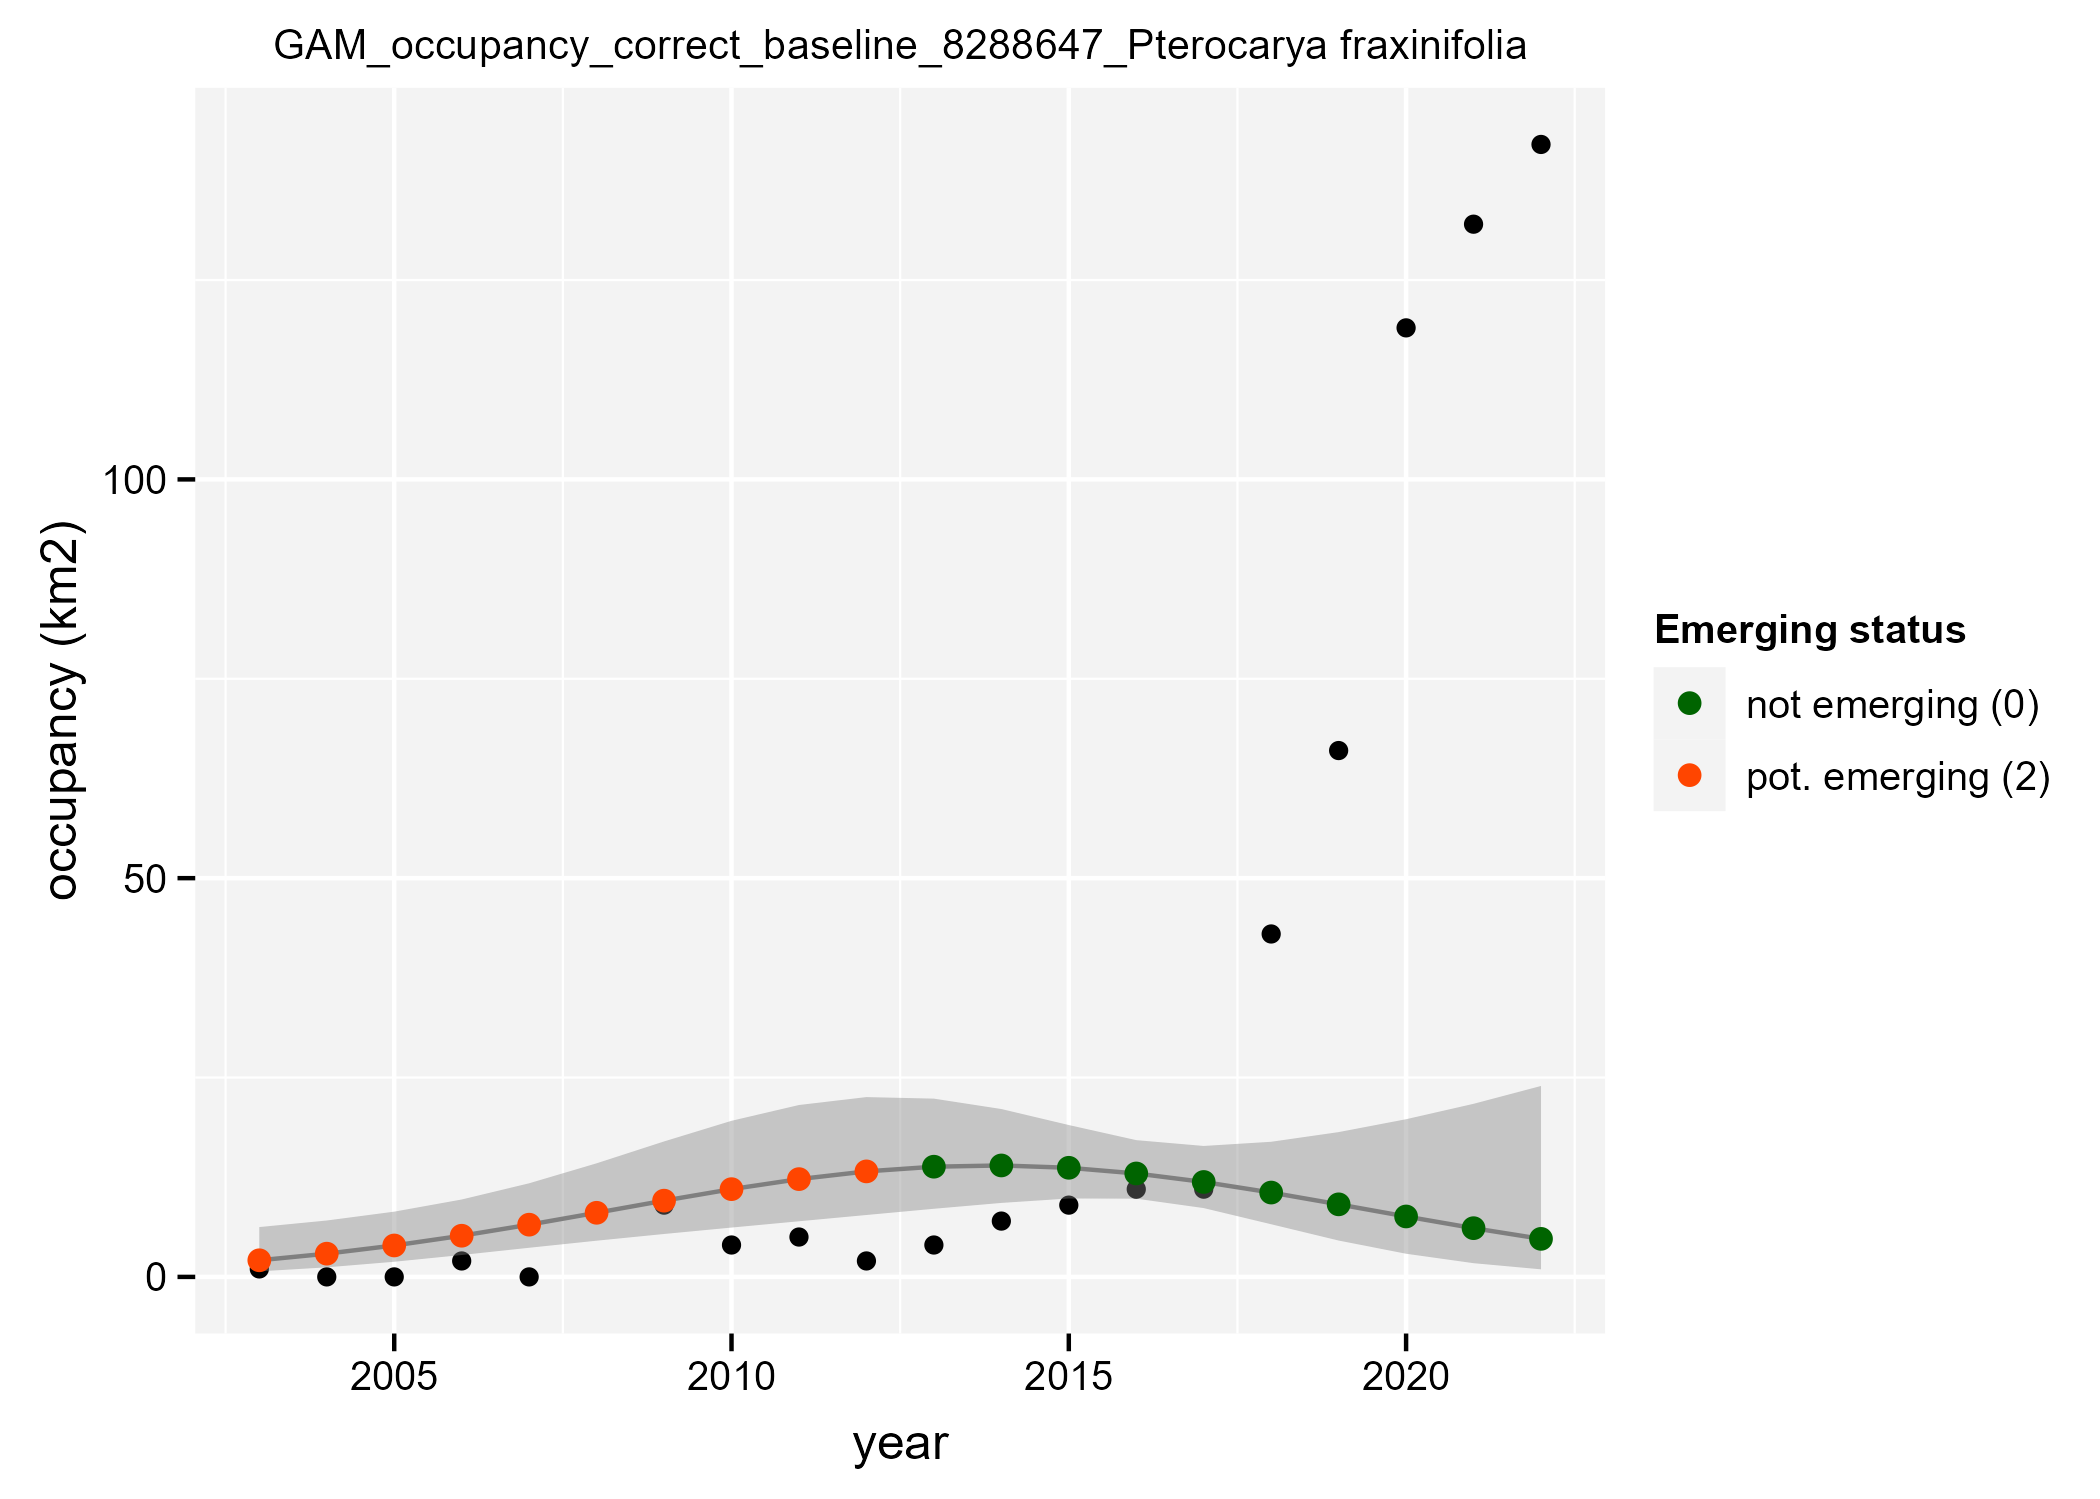 GAM_occupancy_correct_baseline_8288647_Pterocarya fraxinifolia
occupancy (km2)
100
50
0
2005 2010 2015 2020
year
Emerging status
not emerging (0)
pot. emerging (2)